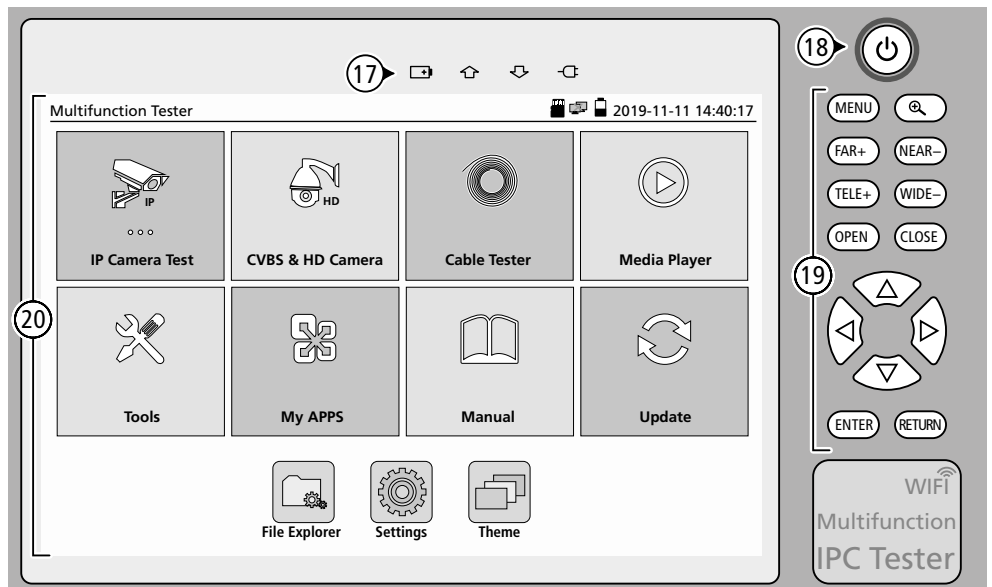 17
18
Multifunction Tester
2019-11-11 14:40:17
IP
IP Camera Test
HD
CVBS & HD Camera
Cable Tester
Media Player
Tools
My APPS
Manual
Update
File Explorer
Settings
Theme
20
MENU
FAR+
NEAR–
TELE+
WIDE–
OPEN
CLOSE
19
ENTER
RETURN
WIFI
Multifunction
IPC Tester